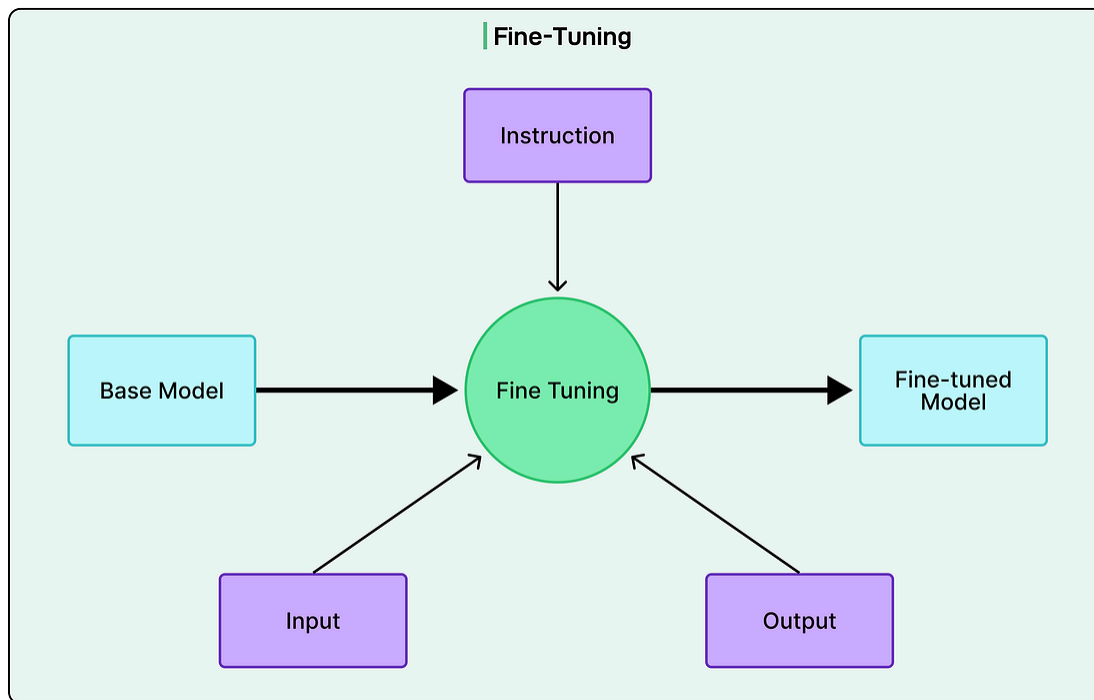 Fine-Tuning
Instruction
Base Model
Fine Tuning
Fine-tuned
Model
Input
Output